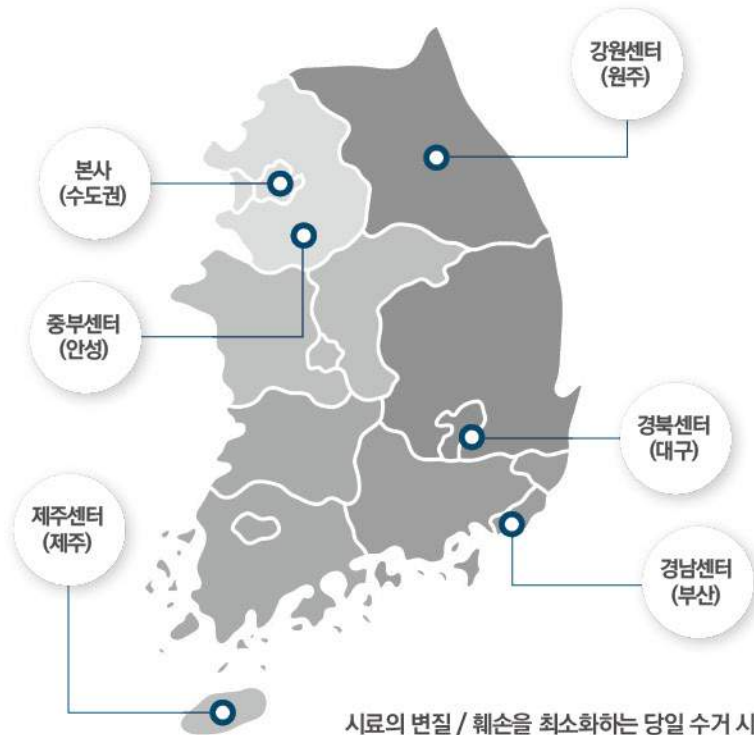 강원센터
(원주)
본사
(수도권)
중부센터
(안성)
경북센터
(대구)
제주센터
(제주)
경남센터
(부산)
시료의 변질 / 훼손을 최소화하는 당일 수거 시